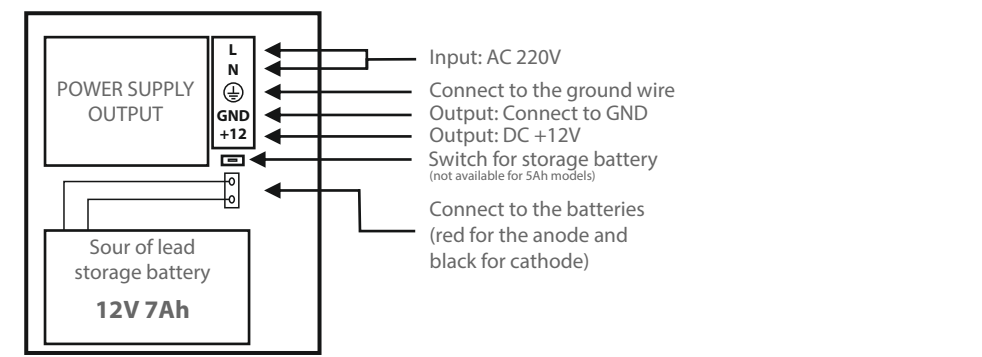 POWER SUPPLY
OUTPUT
L
N
GND
+12
Input: AC 220V
Connect to the ground wire
Output: Connect to GND
Output: DC +12V
Switch for storage battery
(not available for 5Ah models)
Connect to the batteries
(red for the anode and
black for cathode)
Sour of lead
storage battery
12V 7Ah